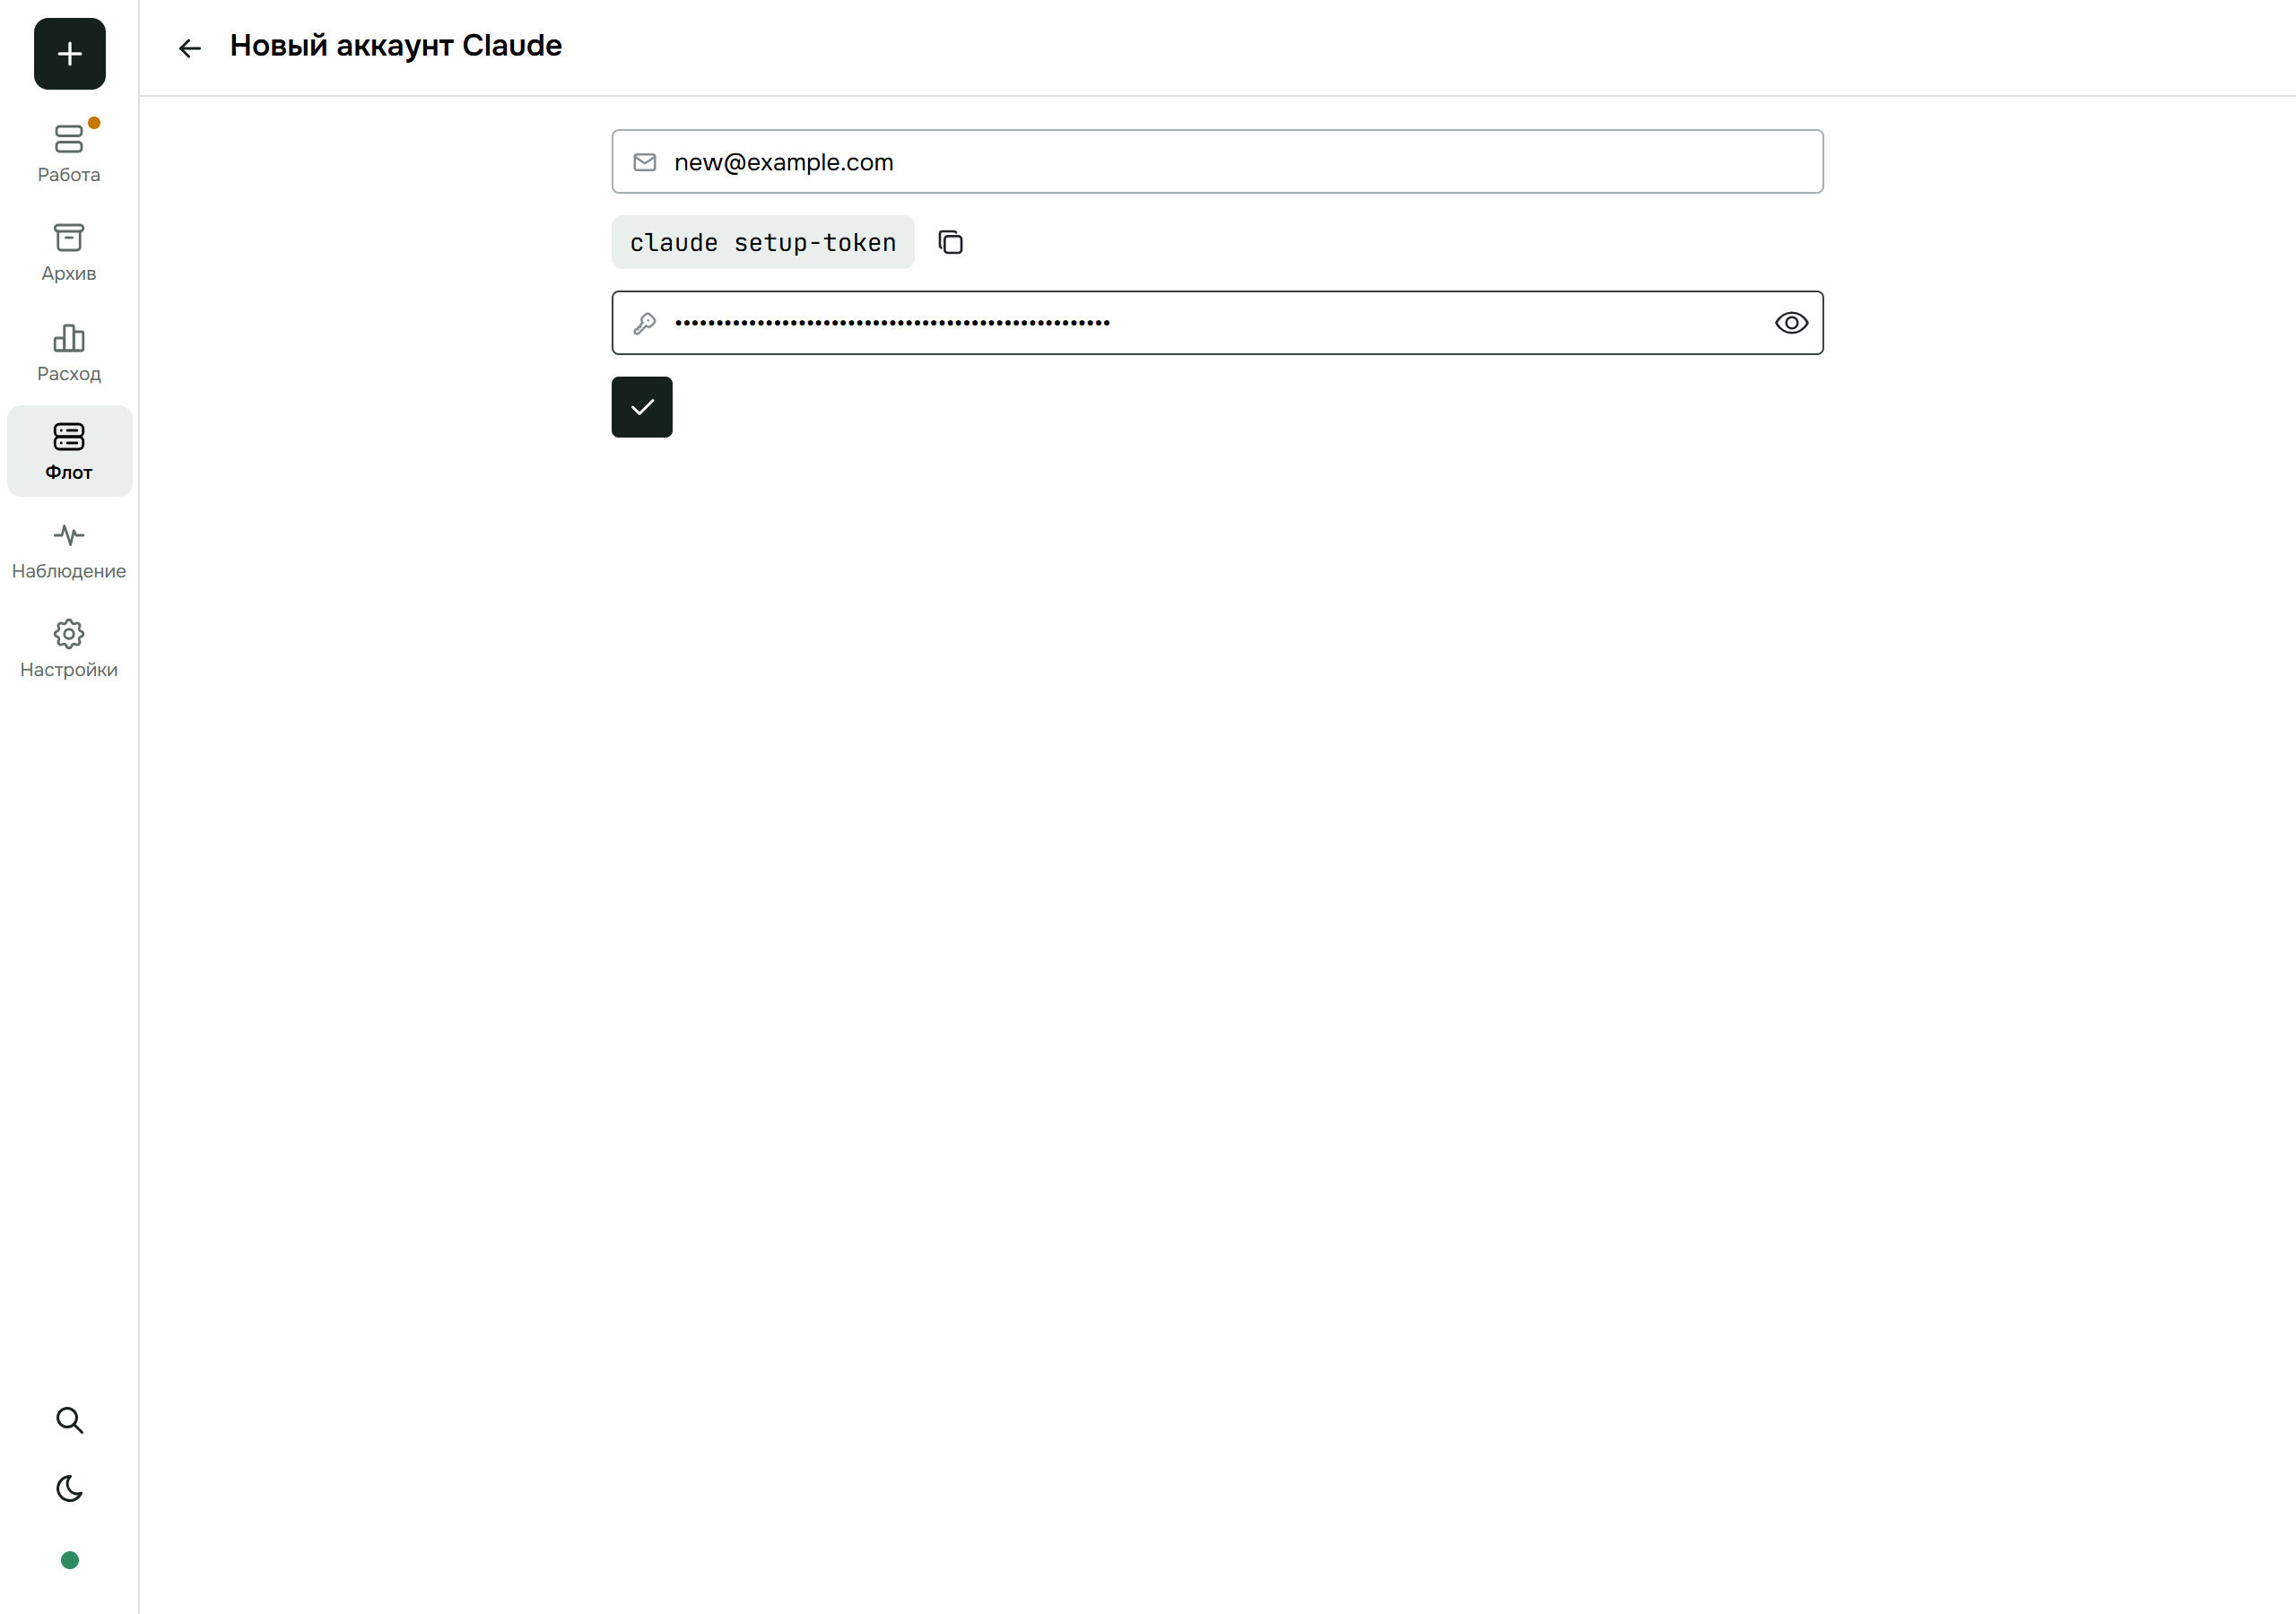 Новый аккаунт Claude
Работа
Архив
Расход
Флот
Наблюдение
Настройки
new@example.com
claude setup-token